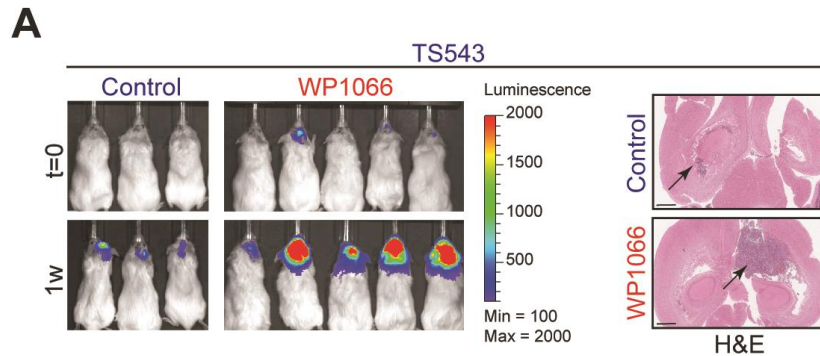 A
TS543
Control
WP1066
Luminescence
t=0
1w
2000
1500
1000
500
Min = 100
Max = 2000
Control
WP1066
H&E